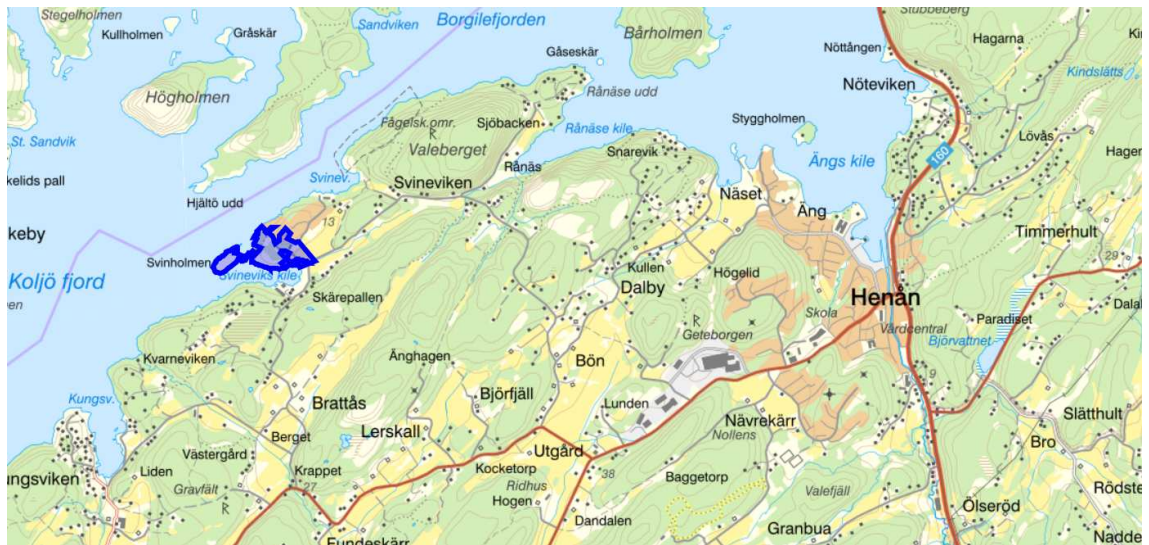 Stegelholmen
Kullholmen
Gråskär
Sandviken
Borgilefjorden
Bårholmen
Stubbeberg
Hagarna
Nöttången
Gåseskär
Nöteviken
Kindslätts
Högholmen
Rånäse udd
Fågelsk.omr.
Sjöbacken
Rånäse kile
Styggholmen
Lövås
St. Sandvik
Valeberget
R
Snarevik
Ängs kile
160
Hager
kelids pall
Svinev.
Svineviken
Rånäs
Näset
Hjältö udd
13
Äng
keby
Timmerhult
Svinholmen
Svineviks kile
Kullen
Högelid
29
Koljö fjord
Dalby
Skärepallen
Henån
en
Skola
Paradiset
Dala
R
Geteborgen
Vårdcentral
Björvattnet
Kvarneviken
Änghagen
Bön
9
Kungsv.
Björfjäll
Brattås
Lunden
Nävrekärr
Slätthult
Berget
Lerskall
Nollens
Bro
Västergård
Utgård
ungsviken
Liden
Krappet
Kocketorp
38
Baggetorp
Gravfält
27
Ridhus
Valefjäll
Rödste
R
Hogen
Ölseröd
Dandalen
Granbua
Nadde
Fundeskärr